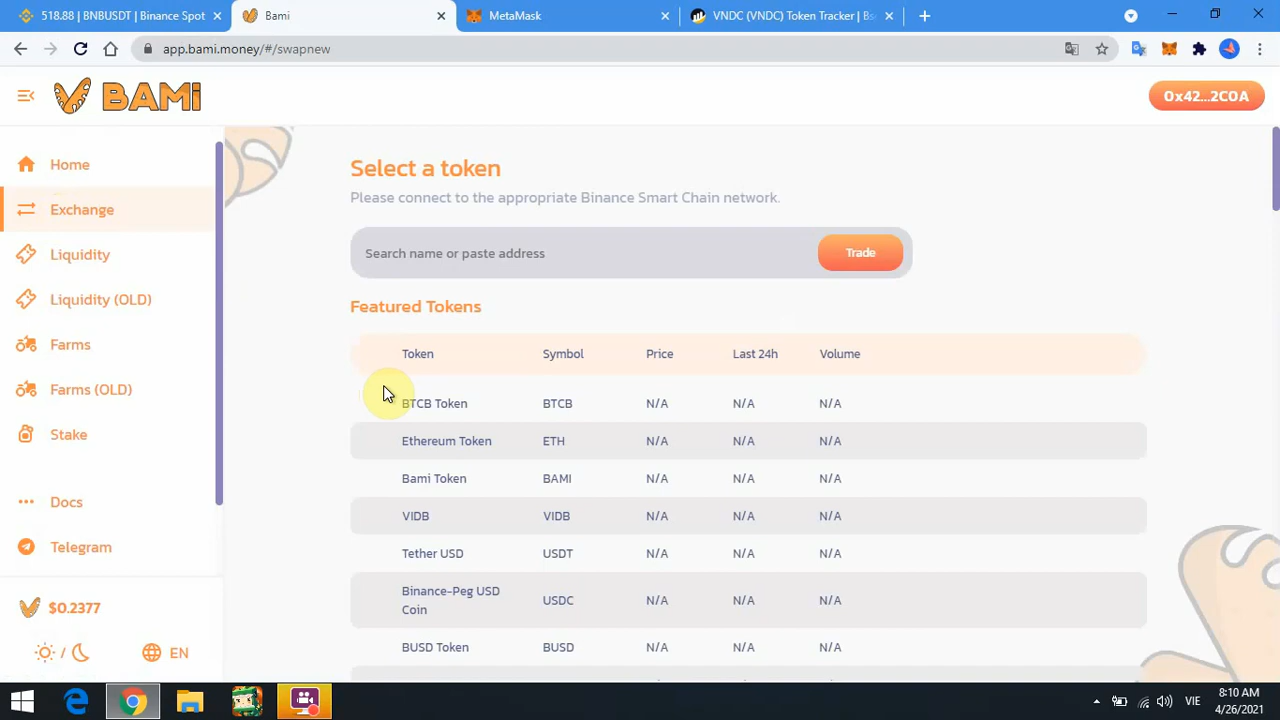 518.88 | BNBUSDT | Binance Spot
Bami
MetaMask
VNDC (VNDC) Token Tracker | Bs
app.bami.money/#/swapnew
BAMi
0x42...2C0A
Home
Exchange
Liquidity
Liquidity (OLD)
Farms
Farms (OLD)
Stake
Docs
Telegram
$0.2377
/
EN
Select a token
Please connect to the appropriate Binance Smart Chain network.
Search name or paste address
Trade
Featured Tokens
Token Symbol Price Last 24h Volume
BTCB Token BTCB N/A N/A N/A
Ethereum Token ETH N/A N/A N/A
Bami Token BAMI N/A N/A N/A
VIDB VIDB N/A N/A N/A
Tether USD USDT N/A N/A N/A
Binance-Peg USD
Coin USDC N/A N/A N/A
BUSD Token BUSD N/A N/A N/A
VIE
8:10 AM
4/26/2021